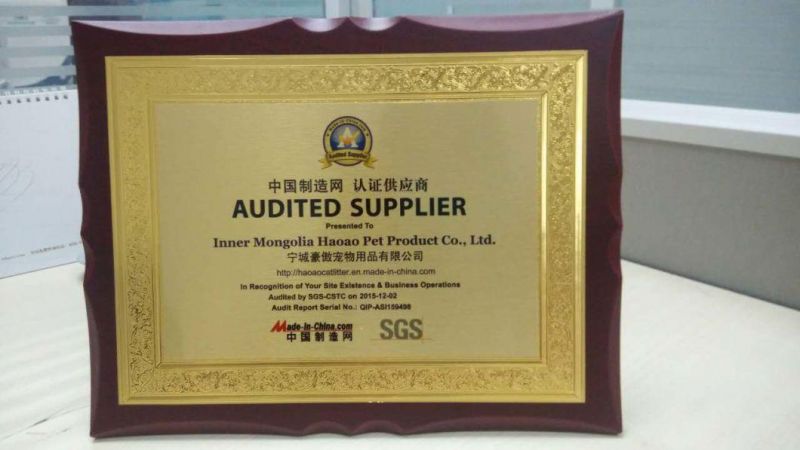 Audited Supplier
中国制造网 认证供应商
AUDITED SUPPLIER
Presented To
Inner Mongolia Haoao Pet Product Co., Ltd.
宁城豪傲宠物用品有限公司
http://haoaocatlitter.en.made-in-china.com
In Recognition of Your Site Existence & Business Operations
Audited by SGS-CSTC on 2015-12-02
Audit Report Serial No.: QIP-ASI159498
Made-in-China.com
中国制造网
SGS